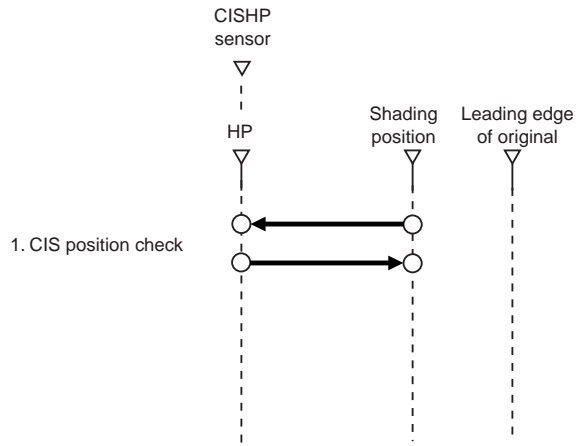 CISHP
sensor
HP
Shading
position
Leading edge
of original
1. CIS position check